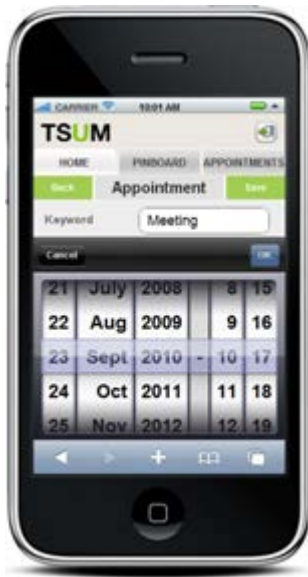 CARRIER 10:01 AM
TSUM
HOME PINBOARD APPOINTMENTS
Back Appointment Save
Keyword Meeting
Cancel OK
21 July 2008 8 15
22 Aug 2009 9 16
23 Sept 2010 - 10 17
24 Oct 2011 11 18
25 Nov 2012 12 19